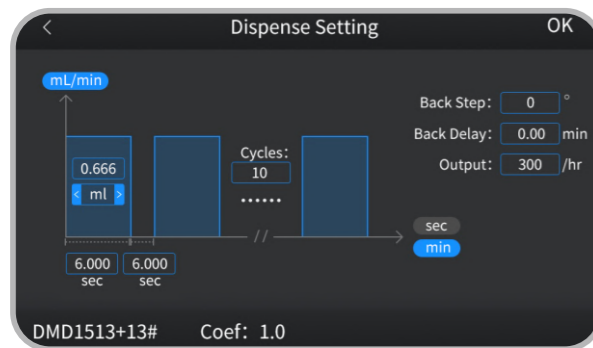 < Dispense Setting OK
mL/min
Back Step: 0 °
Back Delay: 0.00 min
Output: 300 /hr
Cycles:
10
0.666
< ml >
......
//
sec
min
6.000 6.000
sec sec
DMD1513+13# Coef: 1.0